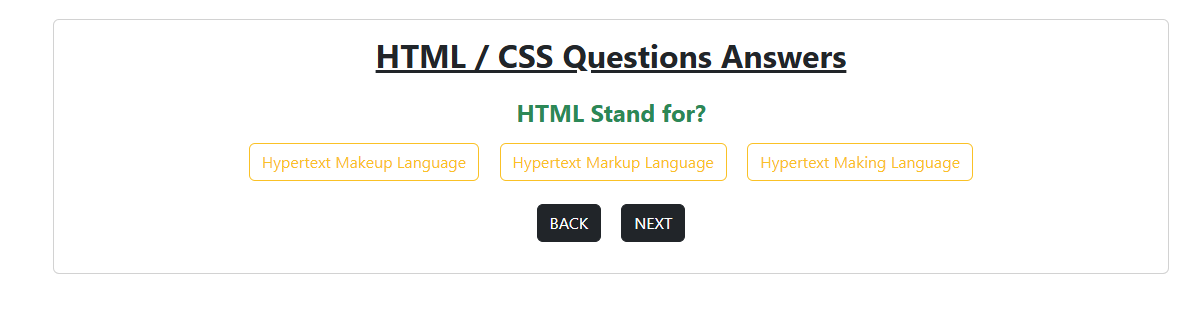 HTML / CSS Questions Answers
HTML Stand for?
Hypertext Makeup Language Hypertext Markup Language Hypertext Making Language
BACK NEXT